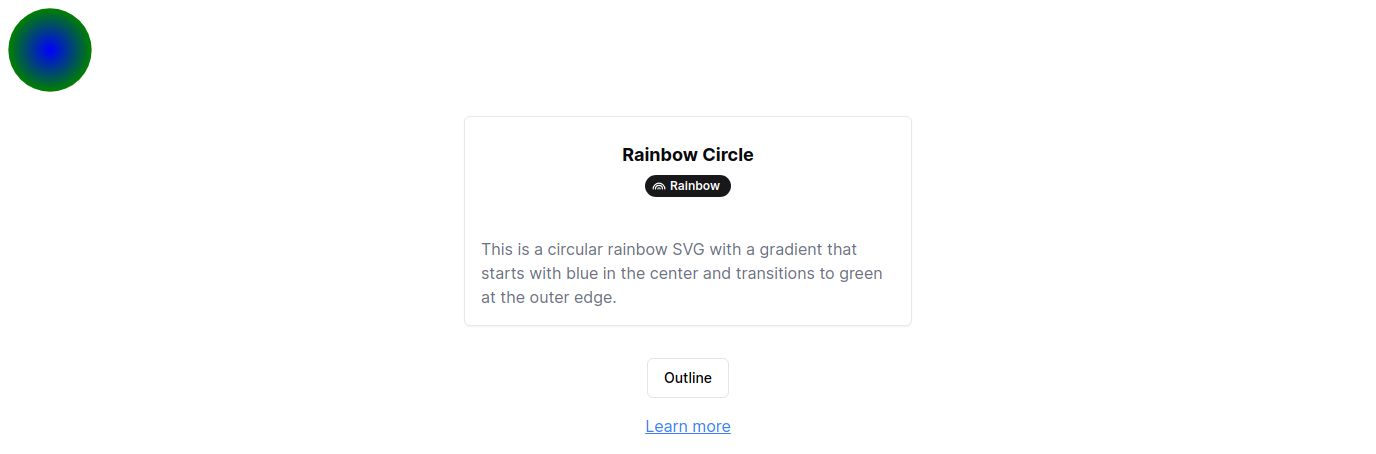 Rainbow Circle
Rainbow
This is a circular rainbow SVG with a gradient that
starts with blue in the center and transitions to green
at the outer edge.
Outline
Learn more